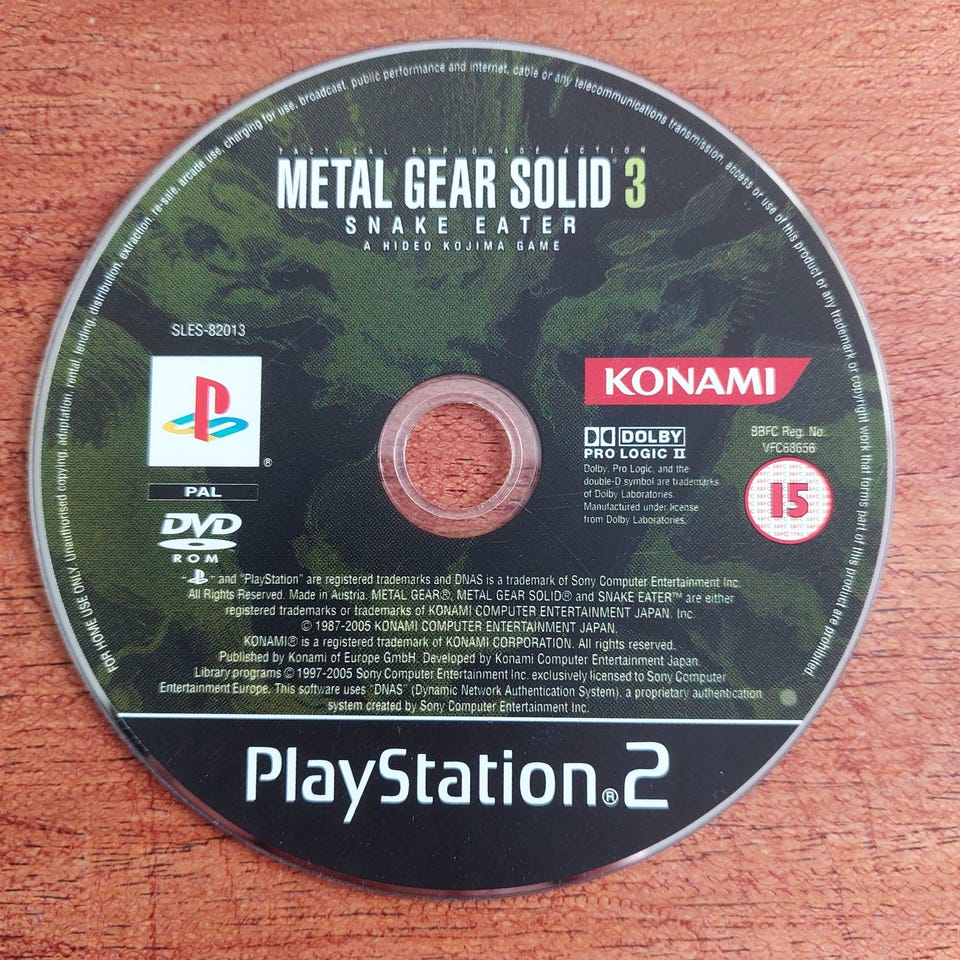 FOR HOME USE ONLY. Unauthorised copying, adaptation, rental, lending, distribution, extraction, re-sale, arcade use, charging for use, broadcast, public performance and internet, cable or any telecommunications transmission, access or use of this product or any trademark or copyright work that forms part of this product are prohibited.
TACTICAL ESPIONAGE ACTION
METAL GEAR SOLID® 3
SNAKE EATER
A HIDEO KOJIMA GAME
SLES-82013
®
PAL
DVD
ROM
KONAMI
DOLBY
PRO LOGIC II
Dolby, Pro Logic, and the
double-D symbol are trademarks
of Dolby Laboratories.
Manufactured under license
from Dolby Laboratories.
BBFC Reg. No.
VFC68656
15
and "PlayStation" are registered trademarks and DNAS is a trademark of Sony Computer Entertainment Inc.
All Rights Reserved. Made in Austria. METAL GEAR®, METAL GEAR SOLID® and SNAKE EATER™ are either
registered trademarks or trademarks of KONAMI COMPUTER ENTERTAINMENT JAPAN, Inc.
© 1987-2005 KONAMI COMPUTER ENTERTAINMENT JAPAN.
KONAMI® is a registered trademark of KONAMI CORPORATION. All rights reserved.
Published by Konami of Europe GmbH. Developed by Konami Computer Entertainment Japan.
Library programs © 1997-2005 Sony Computer Entertainment Inc. exclusively licensed to Sony Computer
Entertainment Europe. This software uses "DNAS" (Dynamic Network Authentication System), a proprietary authentication
system created by Sony Computer Entertainment Inc.
PlayStation®2